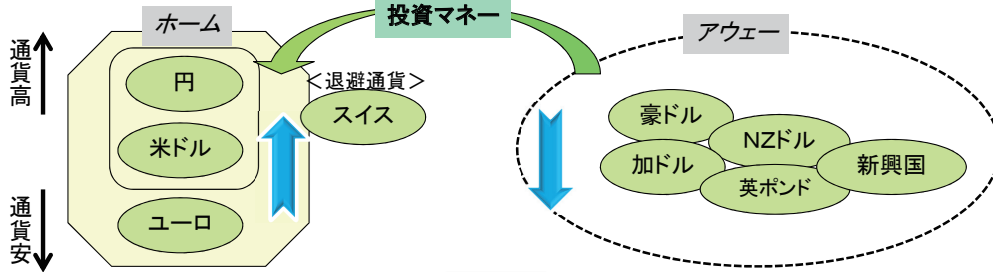 ホーム
投資マネー
アウェー
通貨高
円
＜退避通貨＞
スイス
米ドル
豪ドル
NZドル
加ドル
新興国
英ポンド
通貨安
ユーロ